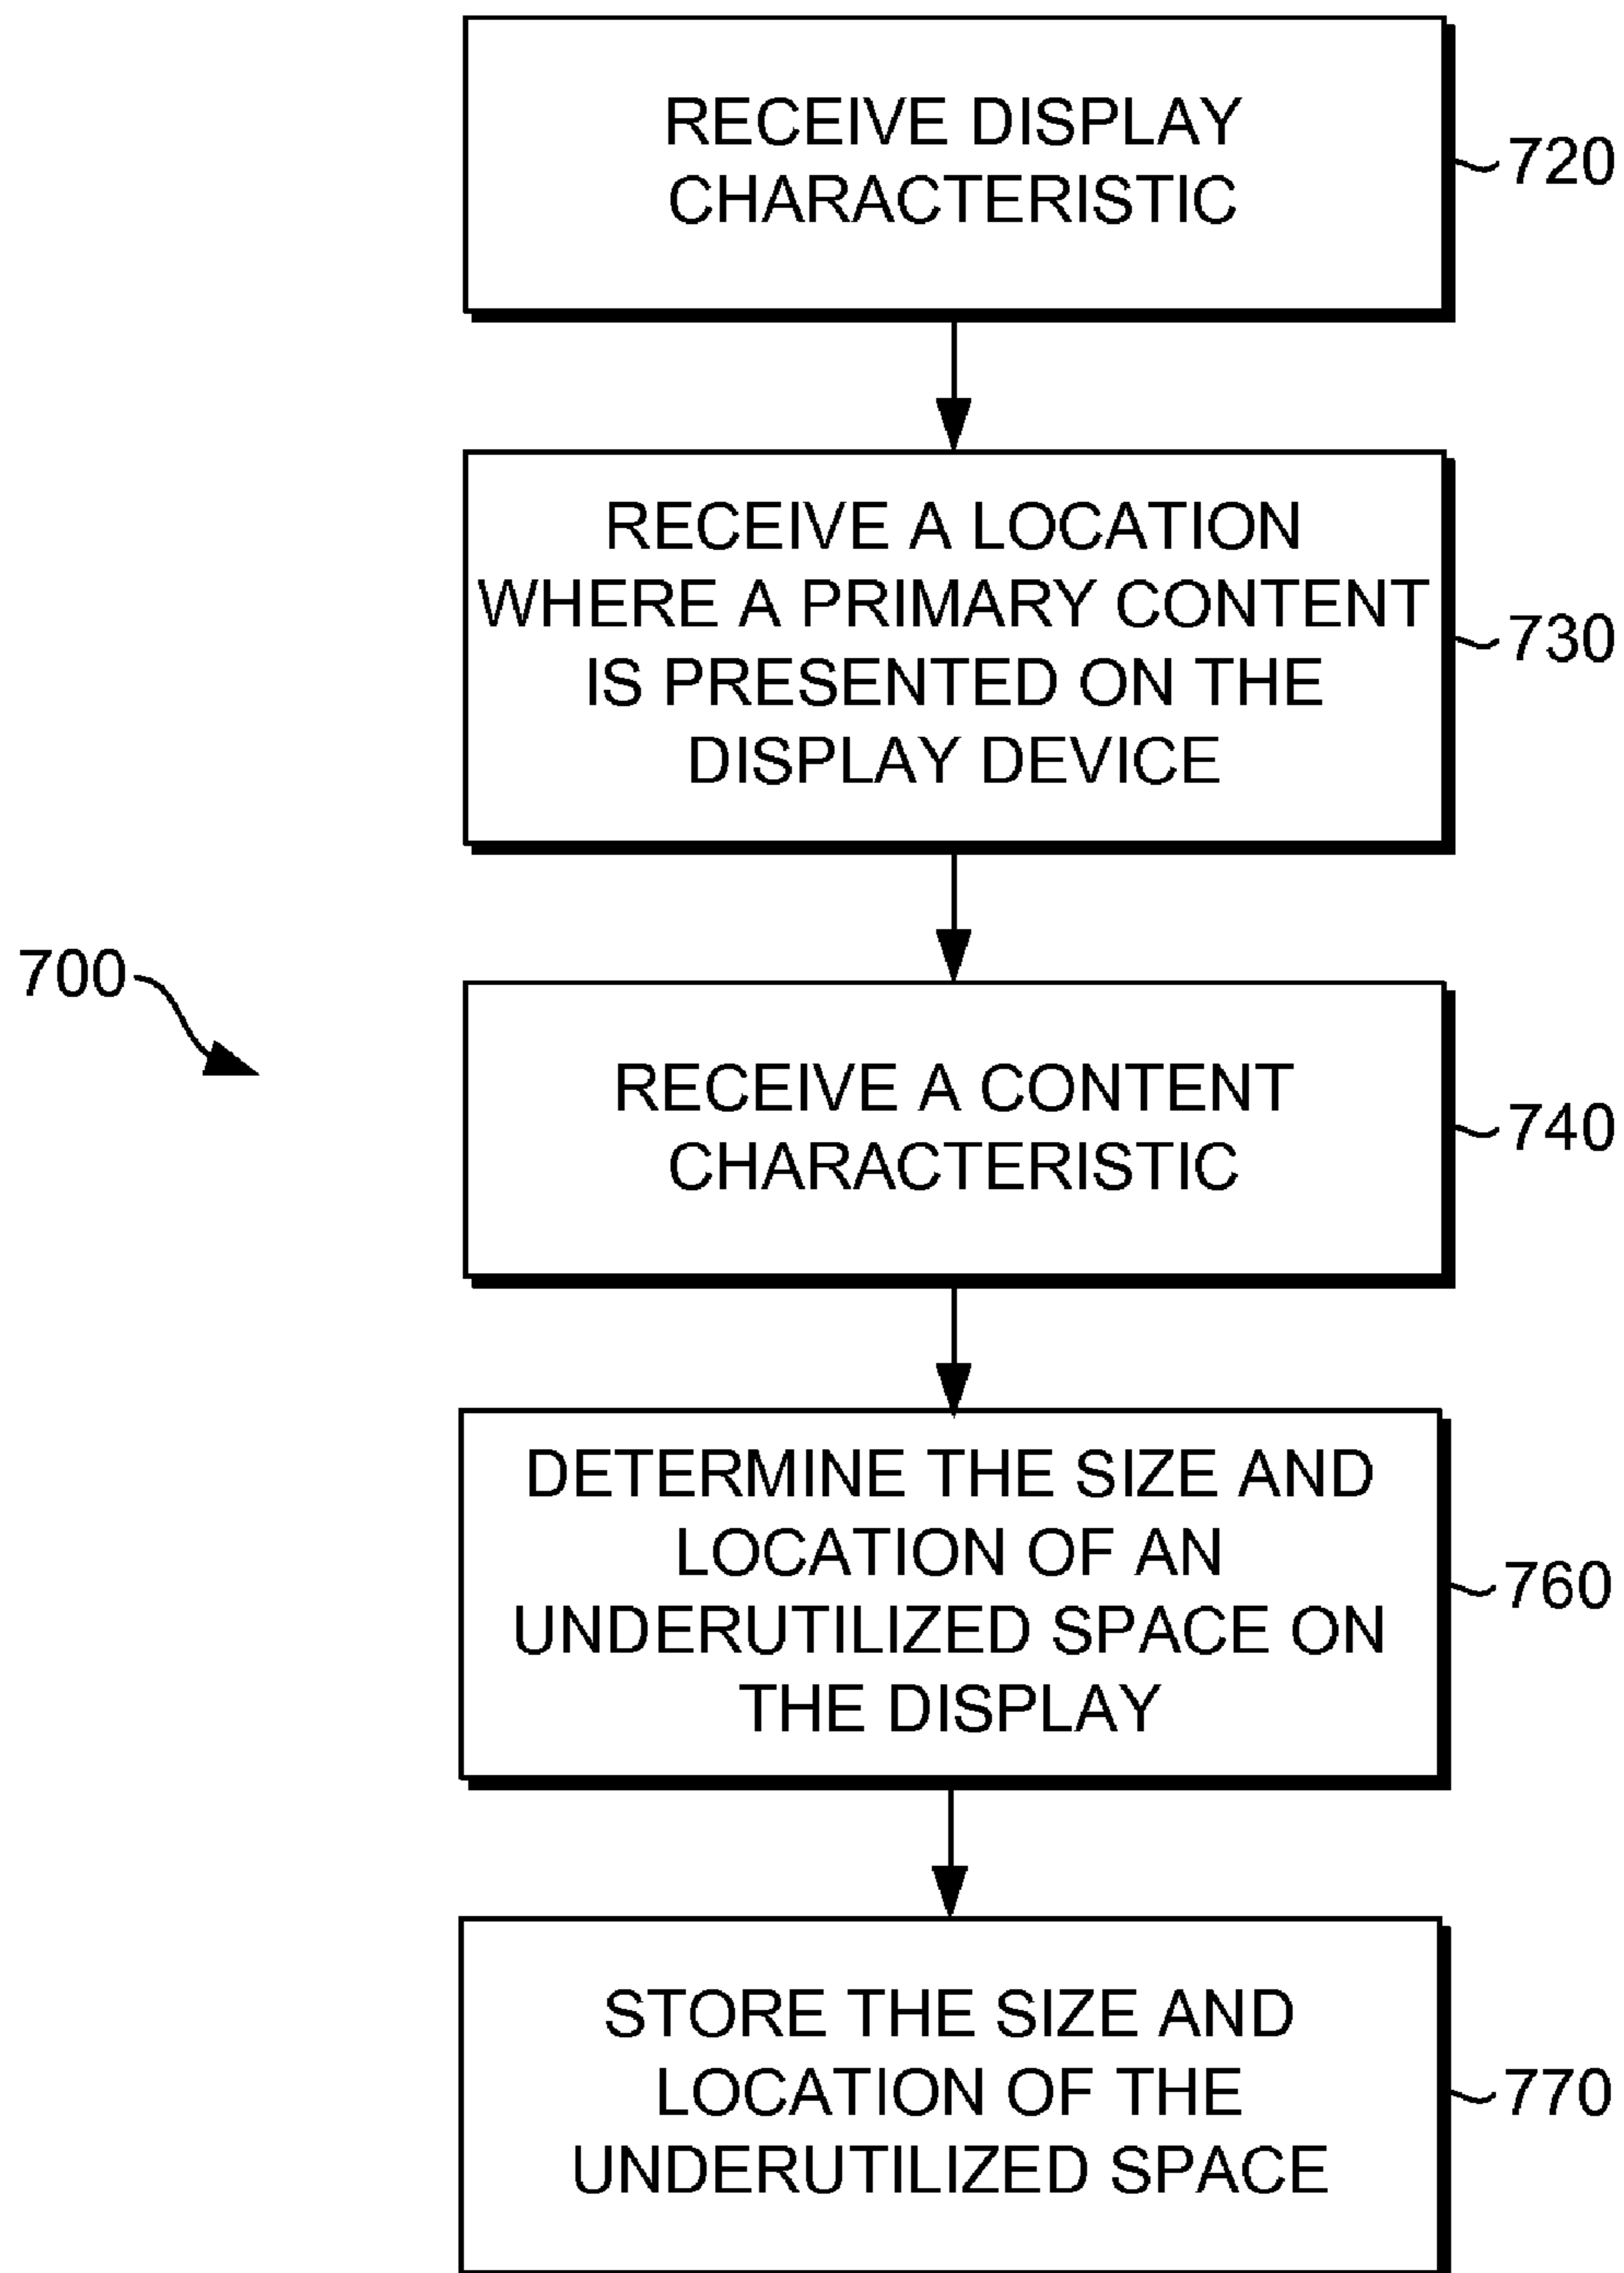 RECEIVE DISPLAY
CHARACTERISTIC
720
RECEIVE A LOCATION
WHERE A PRIMARY CONTENT
IS PRESENTED ON THE
DISPLAY DEVICE
730
700
RECEIVE A CONTENT
CHARACTERISTIC
740
DETERMINE THE SIZE AND
LOCATION OF AN
UNDERUTILIZED SPACE ON
THE DISPLAY
760
STORE THE SIZE AND
LOCATION OF THE
UNDERUTILIZED SPACE
770